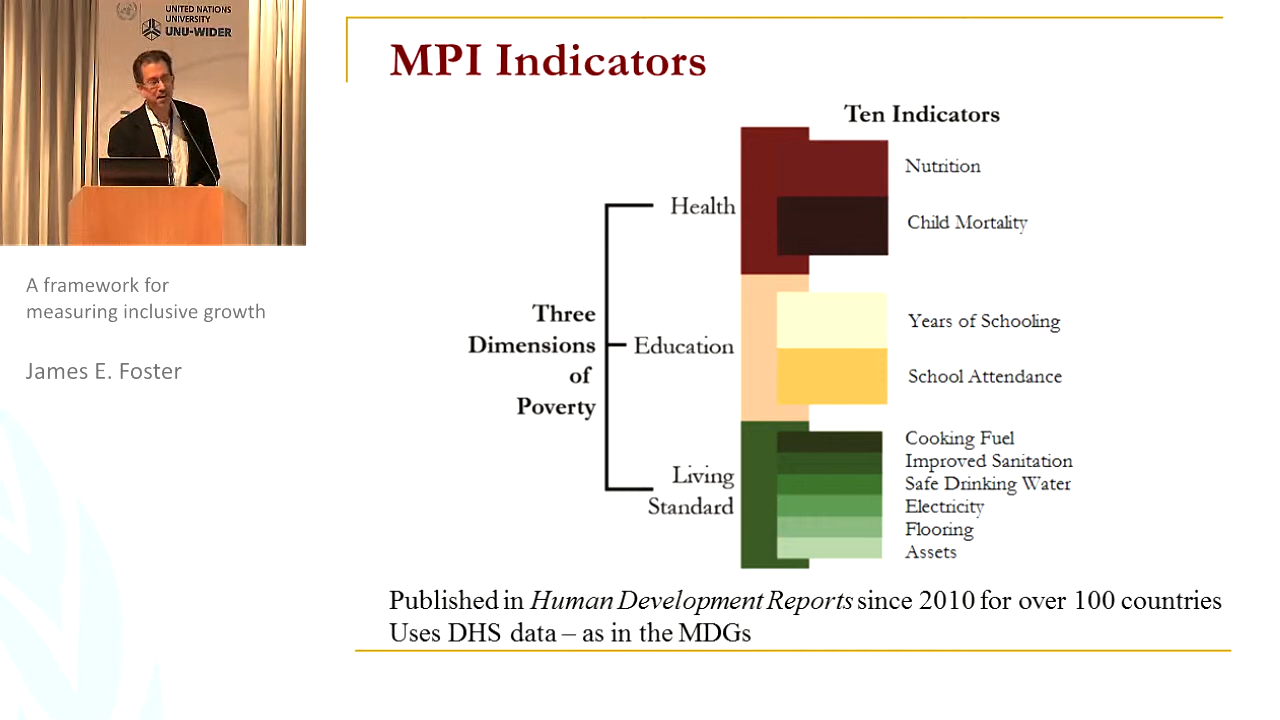 UNITED NATIONS
UNIVERSITY
UNU-WIDER
A framework for
measuring inclusive growth
James E. Foster
MPI Indicators
Ten Indicators
Three
Dimensions
of
Poverty
Health
Nutrition
Child Mortality
Education
Years of Schooling
School Attendance
Living
Standard
Cooking Fuel
Improved Sanitation
Safe Drinking Water
Electricity
Flooring
Assets
Published in Human Development Reports since 2010 for over 100 countries
Uses DHS data – as in the MDGs